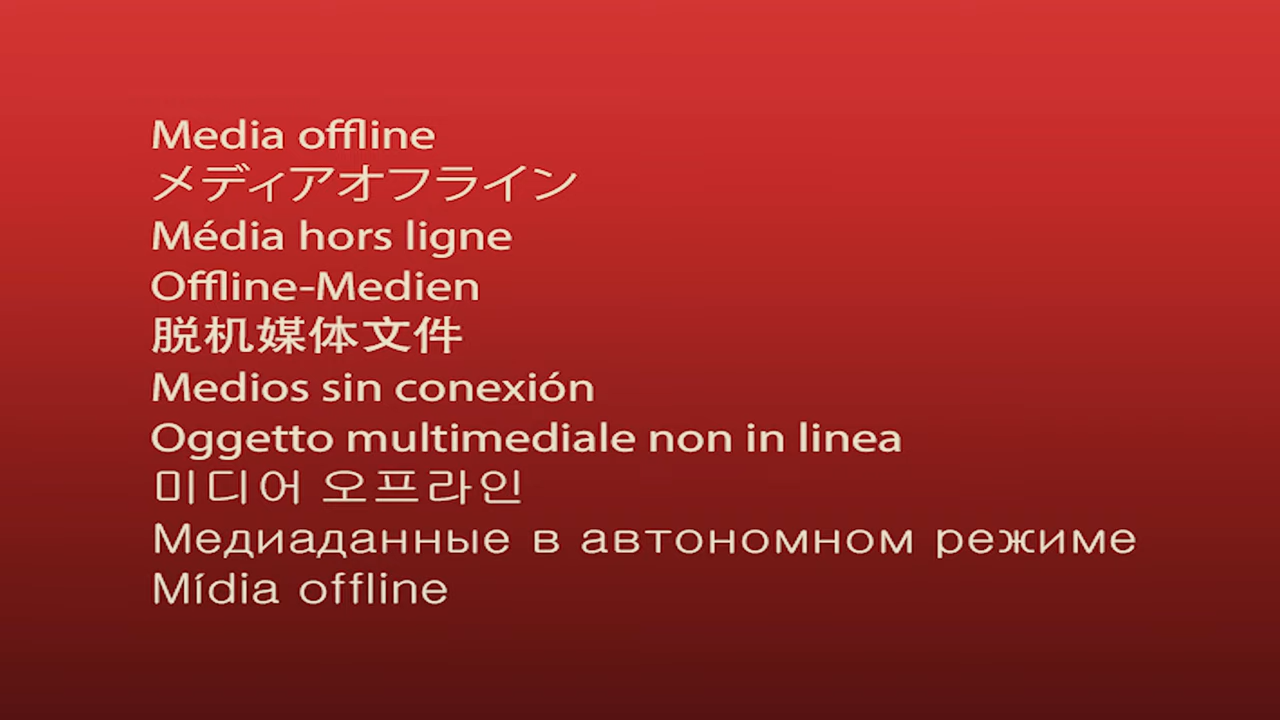 Media offline
メディアオフライン
Média hors ligne
Offline-Medien
脱机媒体文件
Medios sin conexión
Oggetto multimediale non in linea
미디어 오프라인
Медиаданные в автономном режиме
Mídia offline